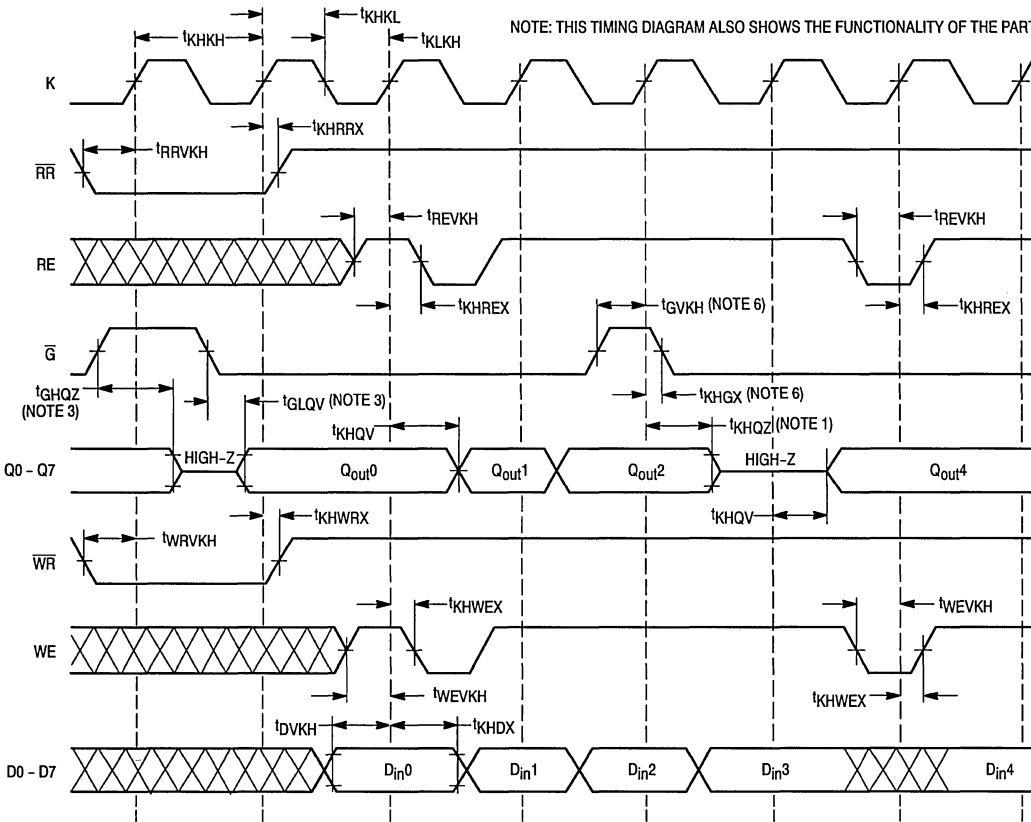 NOTE: THIS TIMING DIAGRAM ALSO SHOWS THE FUNCTIONALITY OF THE PART
tKHKH
tKHKL
tKLKH
K
tKHRRX
tRRVKH
RR
tREVKH
tREVKH
RE
tKHREX
tGVKH (NOTE 6)
tKHREX
G
tGHQZ
(NOTE 3)
tGLQV (NOTE 3)
tKHGX (NOTE 6)
tKHQV
tKHQZ (NOTE 1)
Q0 – Q7
HIGH–Z
Qout0
Qout1
Qout2
HIGH–Z
Qout4
tKHQV
tKHWRX
tWRVKH
WR
tKHWEX
tWEVKH
WE
tWEVKH
tKHWEX
tDVKH
tKHDX
D0 – D7
Din0
Din1
Din2
Din3
Din4